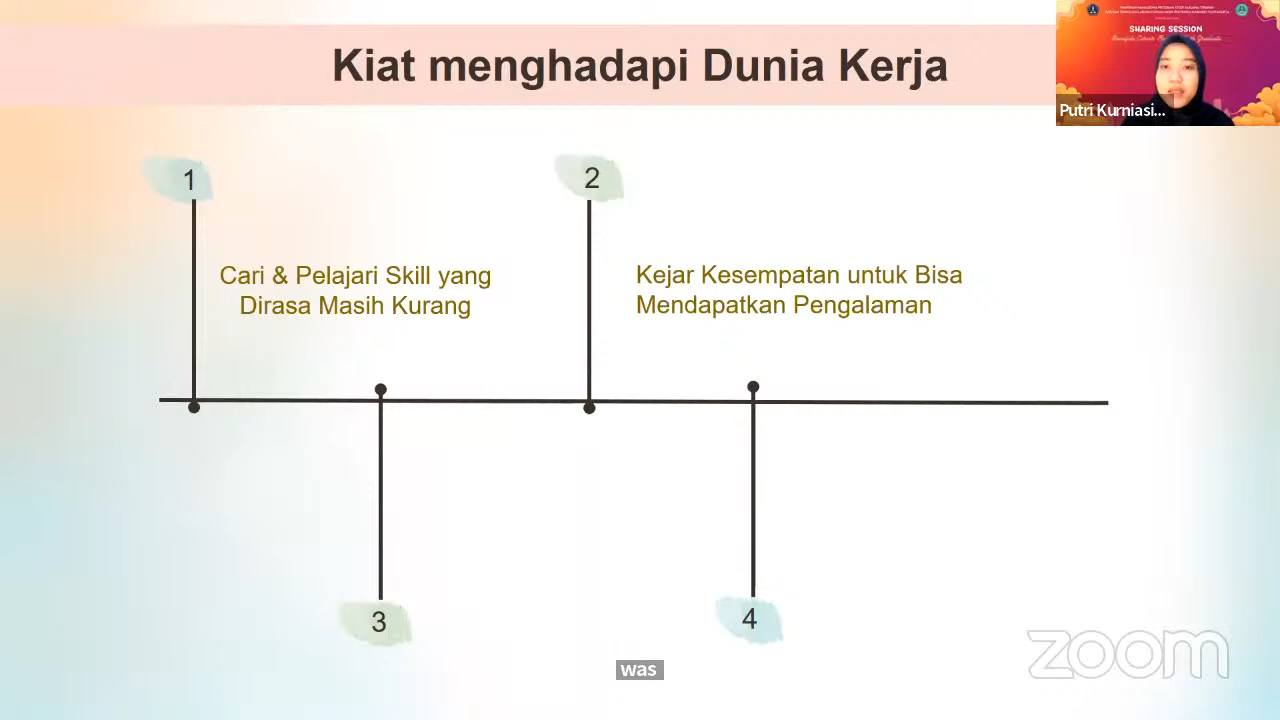 Kiat menghadapi Dunia Kerja
SHARING SESSION
Putri Kurniasi...
1
2
Cari & Pelajari Skill yang
Dirasa Masih Kurang
Kejar Kesempatan untuk Bisa
Mendapatkan Pengalaman
3
4
zoom
was